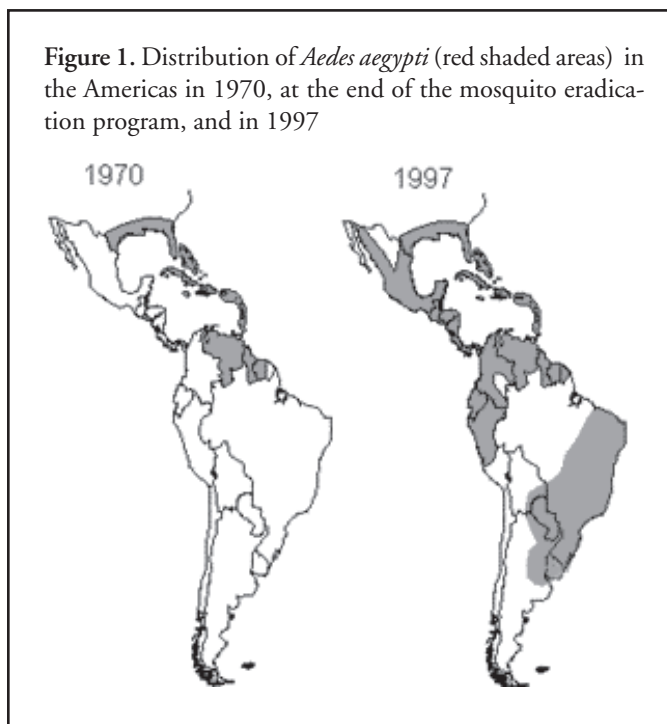 Figure 1. Distribution of Aedes aegypti (red shaded areas) in
the Americas in 1970, at the end of the mosquito eradica-
tion program, and in 1997
1970
1997